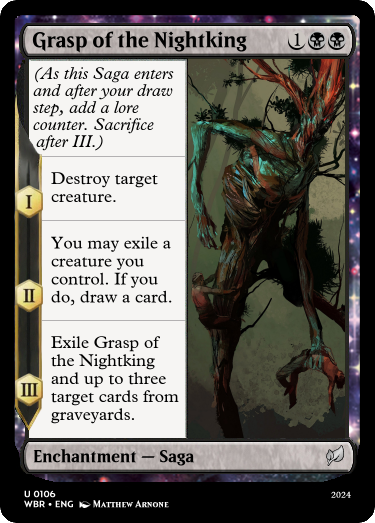 Grasp of the Nightking 1
(As this Saga enters
and after your draw
step, add a lore
counter. Sacrifice
after III.)
I
Destroy target
creature.
II
You may exile a
creature you
control. If you
do, draw a card.
III
Exile Grasp of
the Nightking
and up to three
target cards from
graveyards.
Enchantment — Saga
U 0106
WBR • ENG Matthew Arnone
2024